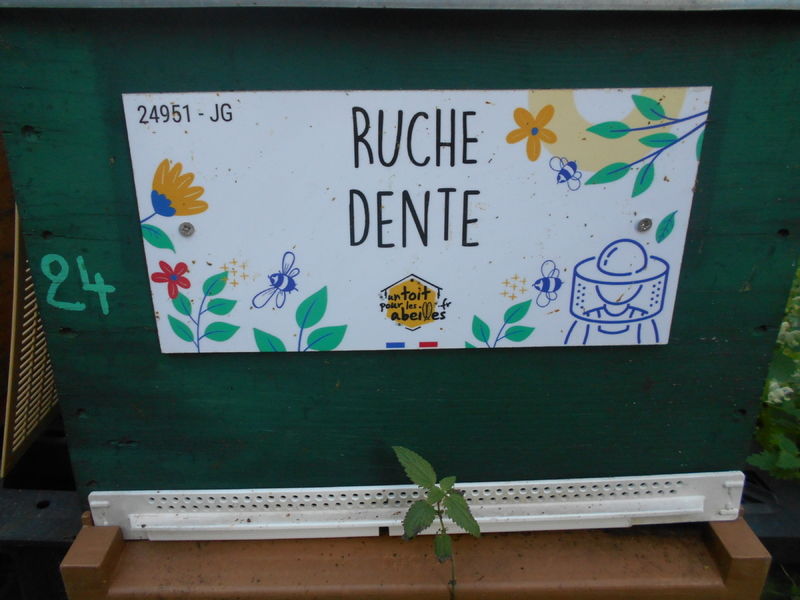 24951 - JG
RUCHE
DENTE
24
un toit
pour les .fr
abeilles